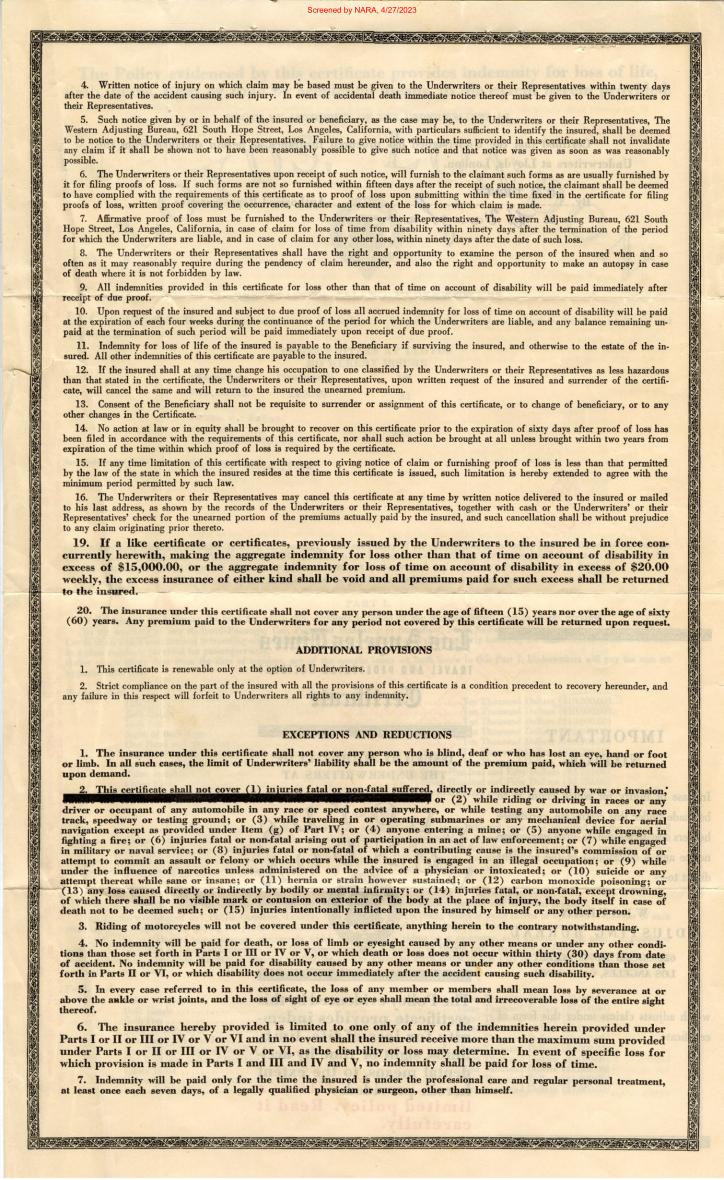 Screened by NARA, 4/27/2023
4. Written notice of injury on which claim may be based must be given to the Underwriters or their Representatives within twenty days
after the date of the accident causing such injury. In event of accidental death immediate notice thereof must be given to the Underwriters or
their Representatives.
5. Such notice given by or in behalf of the insured or beneficiary, as the case may be, to the Underwriters or their Representatives, The
Western Adjusting Bureau, 621 South Hope Street, Los Angeles, California, with particulars sufficient to identify the insured, shall be deemed
to be notice to the Underwriters or their Representatives. Failure to give notice within the time provided in this certificate shall not invalidate
any claim if it shall be shown not to have been reasonably possible to give such notice and that notice was given as soon as was reasonably
possible.
6. The Underwriters or their Representatives upon receipt of such notice, will furnish to the claimant such forms as are usually furnished by
it for filing proofs of loss. If such forms are not so furnished within fifteen days after the receipt of such notice, the claimant shall be deemed
to have complied with the requirements of this certificate as to proof of loss upon submitting within the time fixed in the certificate for filing
proofs of loss, written proof covering the occurrence, character and extent of the loss for which claim is made.
7. Affirmative proof of loss must be furnished to the Underwriters or their Representatives, The Western Adjusting Bureau, 621 South
Hope Street, Los Angeles, California, in case of claim for loss of time from disability within ninety days after the termination of the period
for which the Underwriters are liable, and in case of claim for any other loss, within ninety days after the date of such loss.
8. The Underwriters or their Representatives shall have the right and opportunity to examine the person of the insured when and so
often as it may reasonably require during the pendency of claim hereunder, and also the right and opportunity to make an autopsy in case
of death where it is not forbidden by law.
9. All indemnities provided in this certificate for loss other than that of time on account of disability will be paid immediately after
receipt of due proof.
10. Upon request of the insured and subject to due proof of loss all accrued indemnity for loss of time on account of disability will be paid
at the expiration of each four weeks during the continuance of the period for which the Underwriters are liable, and any balance remaining un-
paid at the termination of such period will be paid immediately upon receipt of due proof.
11. Indemnity for loss of life of the insured is payable to the Beneficiary if surviving the insured, and otherwise to the estate of the in-
sured. All other indemnities of this certificate are payable to the insured.
12. If the insured shall at any time change his occupation to one classified by the Underwriters or their Representatives as less hazardous
than that stated in the certificate, the Underwriters or their Representatives, upon written request of the insured and surrender of the certifi-
cate, will cancel the same and will return to the insured the unearned premium.
13. Consent of the Beneficiary shall not be requisite to surrender or assignment of this certificate, or to change of beneficiary, or to any
other changes in the Certificate.
14. No action at law or in equity shall be brought to recover on this certificate prior to the expiration of sixty days after proof of loss has
been filed in accordance with the requirements of this certificate, nor shall such action be brought at all unless brought within two years from
expiration of the time within which proof of loss is required by the certificate.
15. If any time limitation of this certificate with respect to giving notice of claim or furnishing proof of loss is less than that permitted
by the law of the state in which the insured resides at the time this certificate is issued, such limitation is hereby extended to agree with the
minimum period permitted by such law.
16. The Underwriters or their Representatives may cancel this certificate at any time by written notice delivered to the insured or mailed
to his last address, as shown by the records of the Underwriters or their Representatives, together with cash or the Underwriters' or their
Representatives' check for the unearned portion of the premiums actually paid by the insured, and such cancellation shall be without prejudice
to any claim originating prior thereto.
19. If a like certificate or certificates, previously issued by the Underwriters to the insured be in force con-
currently herewith, making the aggregate indemnity for loss other than that of time on account of disability in
excess of $15,000.00, or the aggregate indemnity for loss of time on account of disability in excess of $20.00
weekly, the excess insurance of either kind shall be void and all premiums paid for such excess shall be returned
to the insured.
20. The insurance under this certificate shall not cover any person under the age of fifteen (15) years nor over the age of sixty
(60) years. Any premium paid to the Underwriters for any period not covered by this certificate will be returned upon request.
ADDITIONAL PROVISIONS
1. This certificate is renewable only at the option of Underwriters.
2. Strict compliance on the part of the insured with all the provisions of this certificate is a condition precedent to recovery hereunder, and
any failure in this respect will forfeit to Underwriters all rights to any indemnity.
EXCEPTIONS AND REDUCTIONS
1. The insurance under this certificate shall not cover any person who is blind, deaf or who has lost an eye, hand or foot
or limb. In all such cases, the limit of Underwriters' liability shall be the amount of the premium paid, which will be returned
upon demand.
2. This certificate shall not cover (1) injuries fatal or non-fatal suffered, directly or indirectly caused by war or invasion,
or (2) while riding or driving in races or any
driver or occupant of any automobile in any race or speed contest anywhere, or while testing any automobile on any race
track, speedway or testing ground; or (3) while traveling in or operating submarines or any mechanical device for aerial
navigation except as provided under Item (g) of Part IV; or (4) anyone entering a mine; or (5) anyone while engaged in
fighting a fire; or (6) injuries fatal or non-fatal arising out of participation in an act of law enforcement; or (7) while engaged
in military or naval service; or (8) injuries fatal or non-fatal of which a contributing cause is the insured's commission of or
attempt to commit an assault or felony or which occurs while the insured is engaged in an illegal occupation; or (9) while
under the influence of narcotics unless administered on the advice of a physician or intoxicated; or (10) suicide or any
attempt thereat while sane or insane; or (11) hernia or strain however sustained; or (12) carbon monoxide poisoning; or
(13) any loss caused directly or indirectly by bodily or mental infirmity; or (14) injuries fatal, or non-fatal, except drowning,
of which there shall be no visible mark or contusion on exterior of the body at the place of injury, the body itself in case of
death not to be deemed such; or (15) injuries intentionally inflicted upon the insured by himself or any other person.
3. Riding of motorcycles will not be covered under this certificate, anything herein to the contrary notwithstanding.
4. No indemnity will be paid for death, or loss of limb or eyesight caused by any other means or under any other condi-
tions than those set forth in Parts I or III or IV or V, or which death or loss does not occur within thirty (30) days from date
of accident. No indemnity will be paid for disability caused by any other means or under any other conditions than those set
forth in Parts II or VI, or which disability does not occur immediately after the accident causing such disability.
5. In every case referred to in this certificate, the loss of any member or members shall mean loss by severance at or
above the ankle or wrist joints, and the loss of sight of eye or eyes shall mean the total and irrecoverable loss of the entire sight
thereof.
6. The insurance hereby provided is limited to one only of any of the indemnities herein provided under
Parts I or II or III or IV or V or VI and in no event shall the insured receive more than the maximum sum provided
under Parts I or II or III or IV or V or VI, as the disability or loss may determine. In event of specific loss for
which provision is made in Parts I and III and IV and V, no indemnity shall be paid for loss of time.
7. Indemnity will be paid only for the time the insured is under the professional care and regular personal treatment,
at least once each seven days, of a legally qualified physician or surgeon, other than himself.